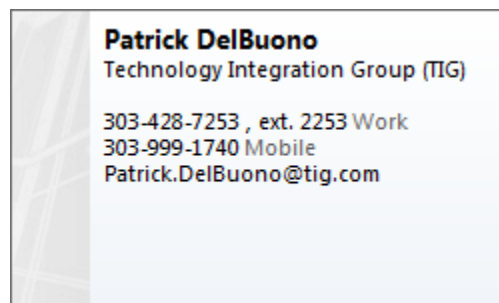 Patrick DelBuono
Technology Integration Group (TIG)
303-428-7253 , ext. 2253 Work
303-999-1740 Mobile
Patrick.DelBuono@tig.com